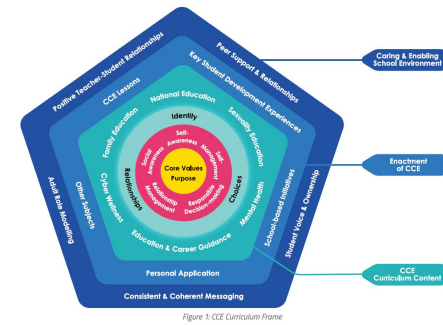 Positive Teacher-Student Relationships
Peer Support & Relationships
Caring & Enabling
School Environment
CCE Lessons
Key Student Development Experiences
National Education
Family Education
Sexuality Education
Identity
Self-
Awareness
Social
Awareness
Self-
Management
Core Values
Purpose
Relationship
Management
Responsible
Decision-making
Relationships
Choices
Enactment
of CCE
Adult Role Modelling
Other Subjects
Cyber Wellness
Mental Health
School-based Initiatives
Student Voice & Ownership
Education & Career Guidance
CCE
Curriculum Content
Personal Application
Consistent & Coherent Messaging
Figure 1: CCE Curriculum Frame